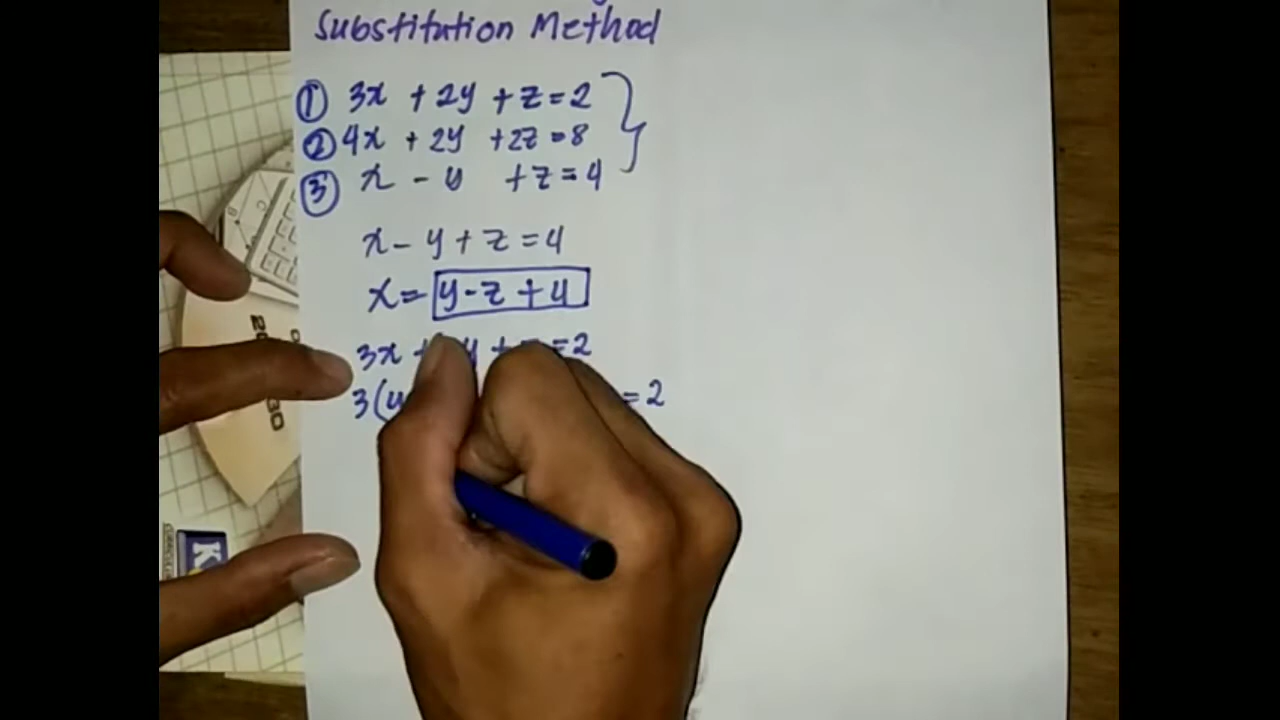 Substitution Method
① 3x + 2y + z = 2
② 4x + 2y + 2z = 8
③ x - y + z = 4
x - y + z = 4
x = y - z + 4
3x + y + = 2
3(y = 2